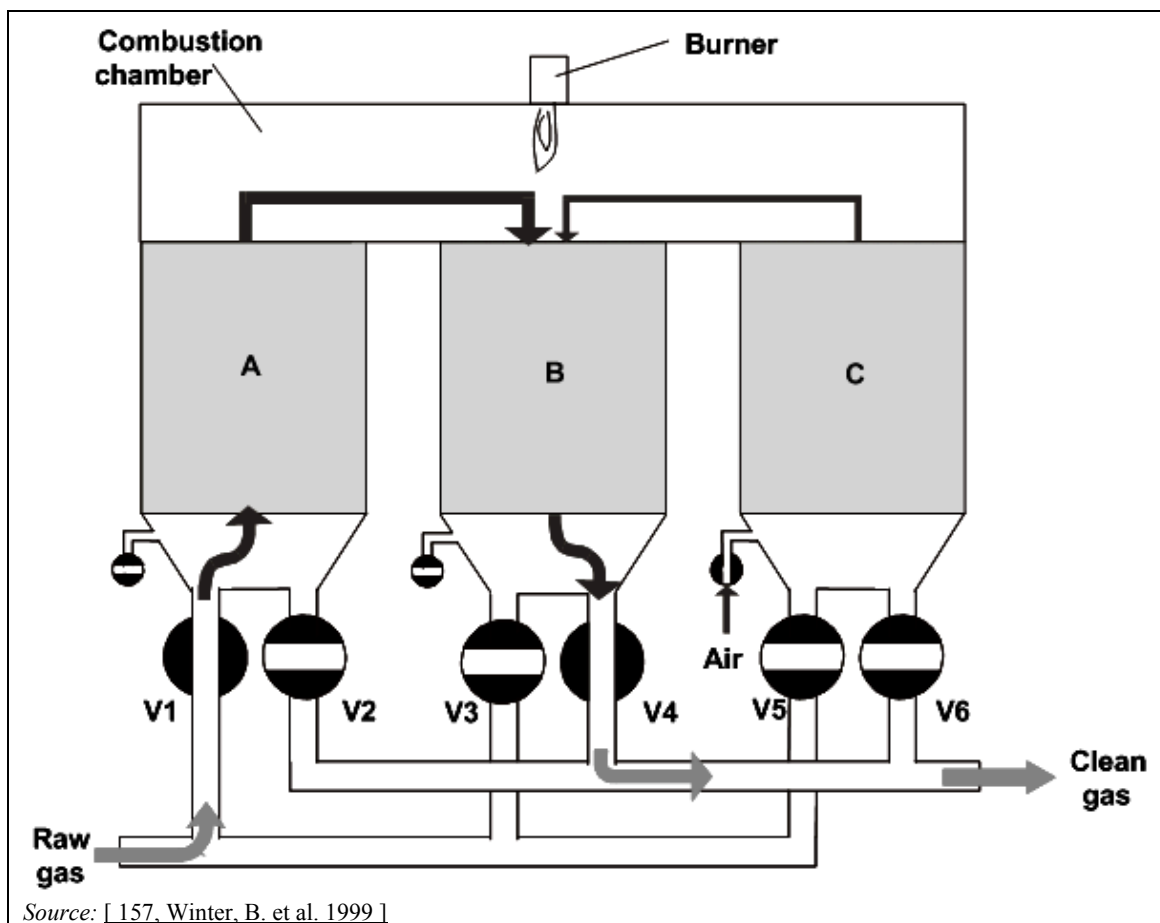 Combustion
chamber
Burner
A
B
C
Air
V1
V2
V3
V4
V5
V6
Clean
gas
Raw
gas
Source: [ 157, Winter, B. et al. 1999 ]